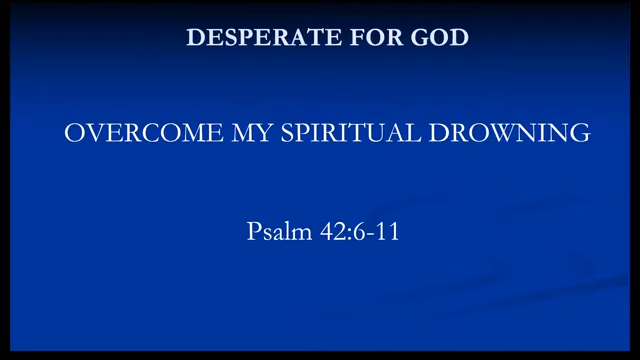 DESPERATE FOR GOD
OVERCOME MY SPIRITUAL DROWNING
Psalm 42:6-11